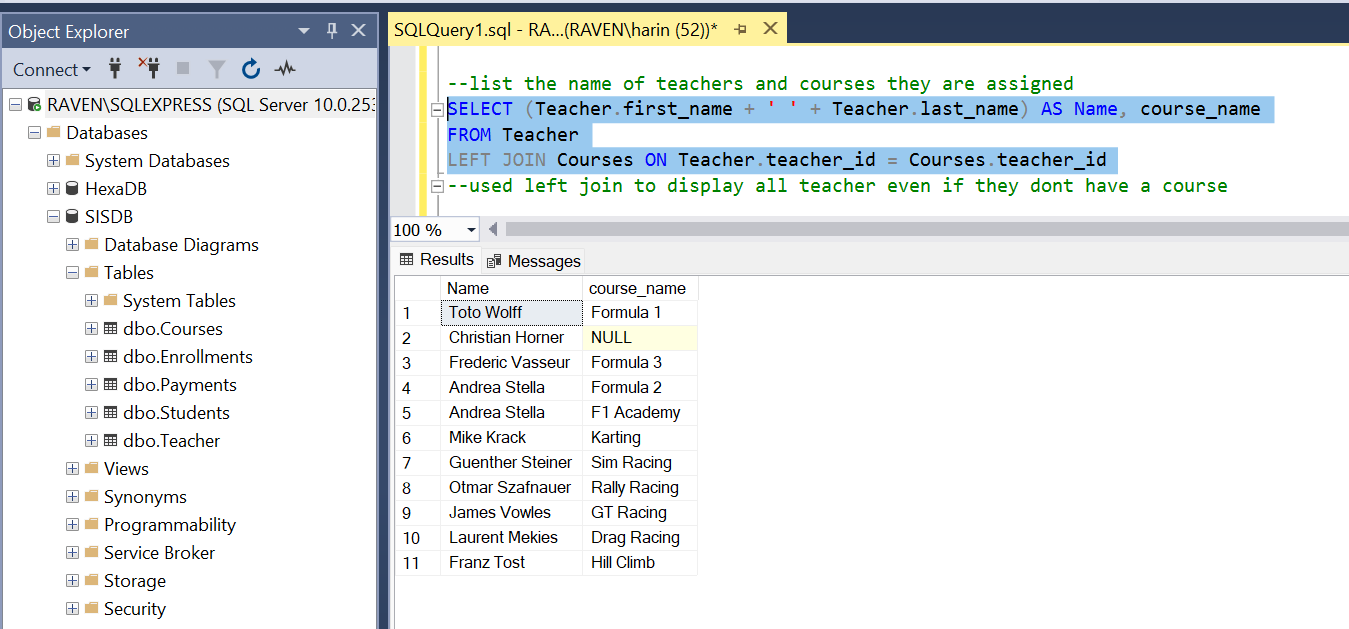 Object Explorer
Connect
RAVEN\SQLEXPRESS (SQL Server 10.0.253
Databases
System Databases
HexaDB
SISDB
Database Diagrams
Tables
System Tables
dbo.Courses
dbo.Enrollments
dbo.Payments
dbo.Students
dbo.Teacher
Views
Synonyms
Programmability
Service Broker
Storage
Security
SQLQuery1.sql - RA...(RAVEN\harin (52))*
--list the name of teachers and courses they are assigned
SELECT (Teacher.first_name + ' ' + Teacher.last_name) AS Name, course_name
FROM Teacher
LEFT JOIN Courses ON Teacher.teacher_id = Courses.teacher_id
--used left join to display all teacher even if they dont have a course
100 %
Results Messages
Name course_name
1 Toto Wolff Formula 1
2 Christian Horner NULL
3 Frederic Vasseur Formula 3
4 Andrea Stella Formula 2
5 Andrea Stella F1 Academy
6 Mike Krack Karting
7 Guenther Steiner Sim Racing
8 Otmar Szafnauer Rally Racing
9 James Vowles GT Racing
10 Laurent Mekies Drag Racing
11 Franz Tost Hill Climb